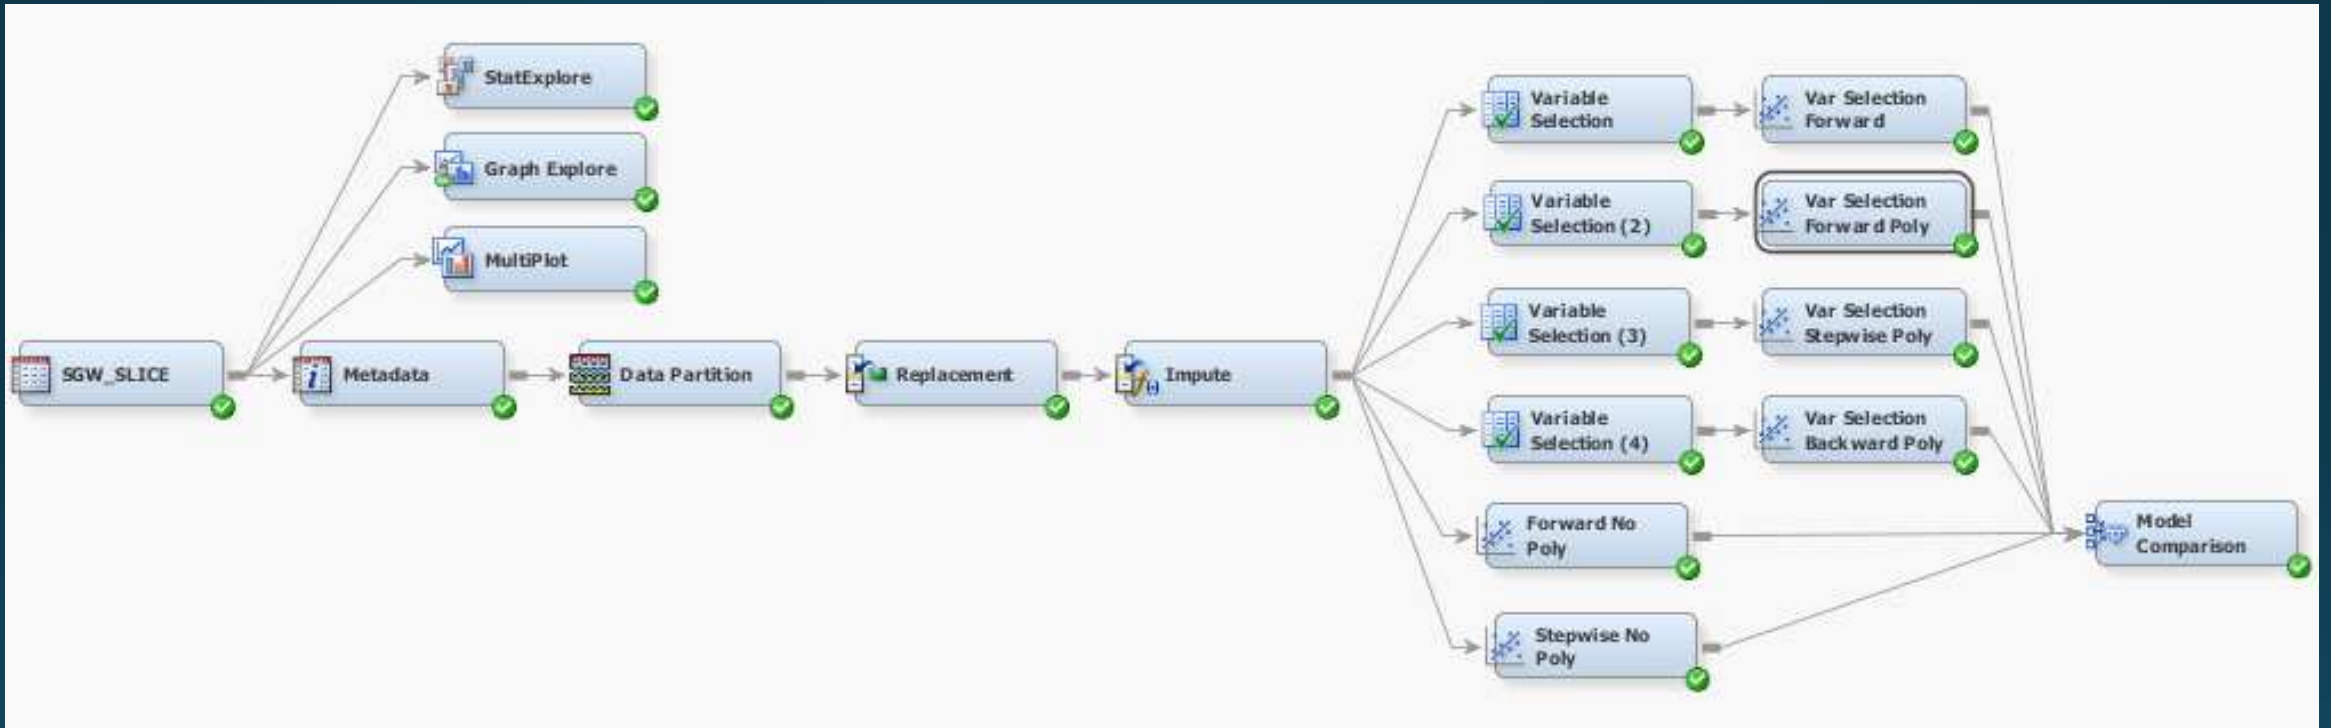 StatExplore
Graph Explore
MultiPlot
SGW_SLICE
Metadata
Data Partition
Replacement
Impute
Variable
Selection
Var Selection
Forward
Variable
Selection (2)
Var Selection
Forward Poly
Variable
Selection (3)
Var Selection
Stepwise Poly
Variable
Selection (4)
Var Selection
Backward Poly
Forward No
Poly
Stepwise No
Poly
Model
Comparison